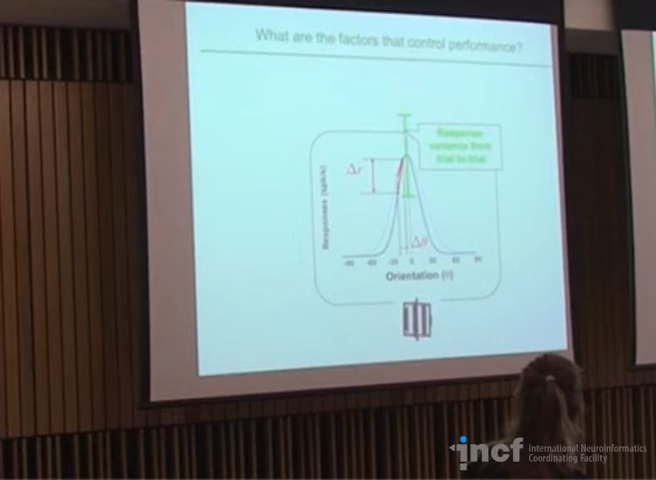 What are the factors that control performance?
Response
variance from
trial to trial
Δr
Responses (spk/s)
Δθ
-90 -60 -30 0 30 60 90
Orientation (º)
incf International Neuroinformatics
Coordinating Facility